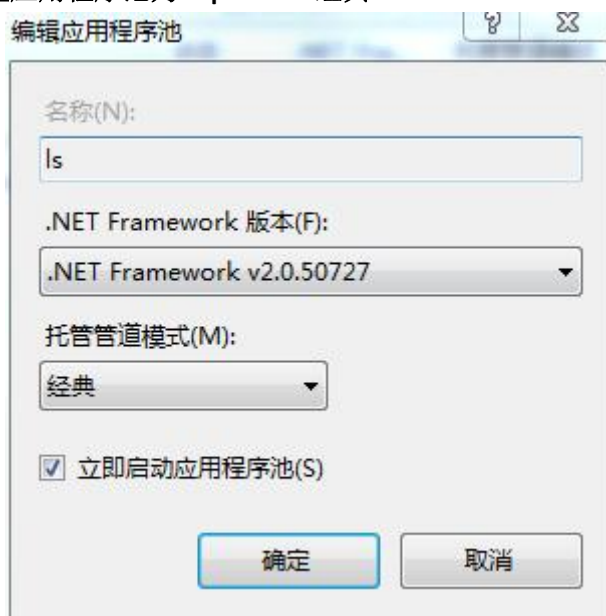 编辑应用程序池
名称(N):
ls
.NET Framework 版本(F):
.NET Framework v2.0.50727
托管管道模式(M):
经典
立即启动应用程序池(S)
确定
取消